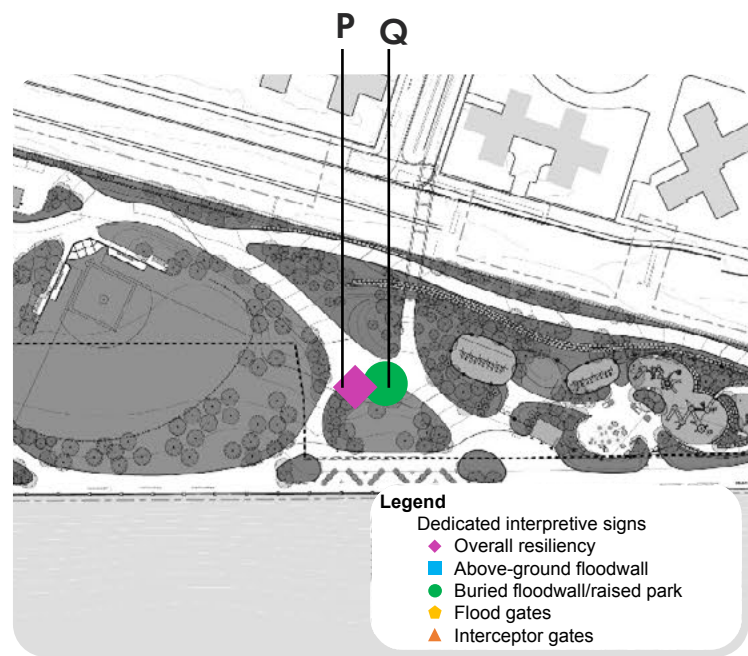 P Q
Legend
Dedicated interpretive signs
Overall resiliency
Above-ground floodwall
Buried floodwall/raised park
Flood gates
Interceptor gates